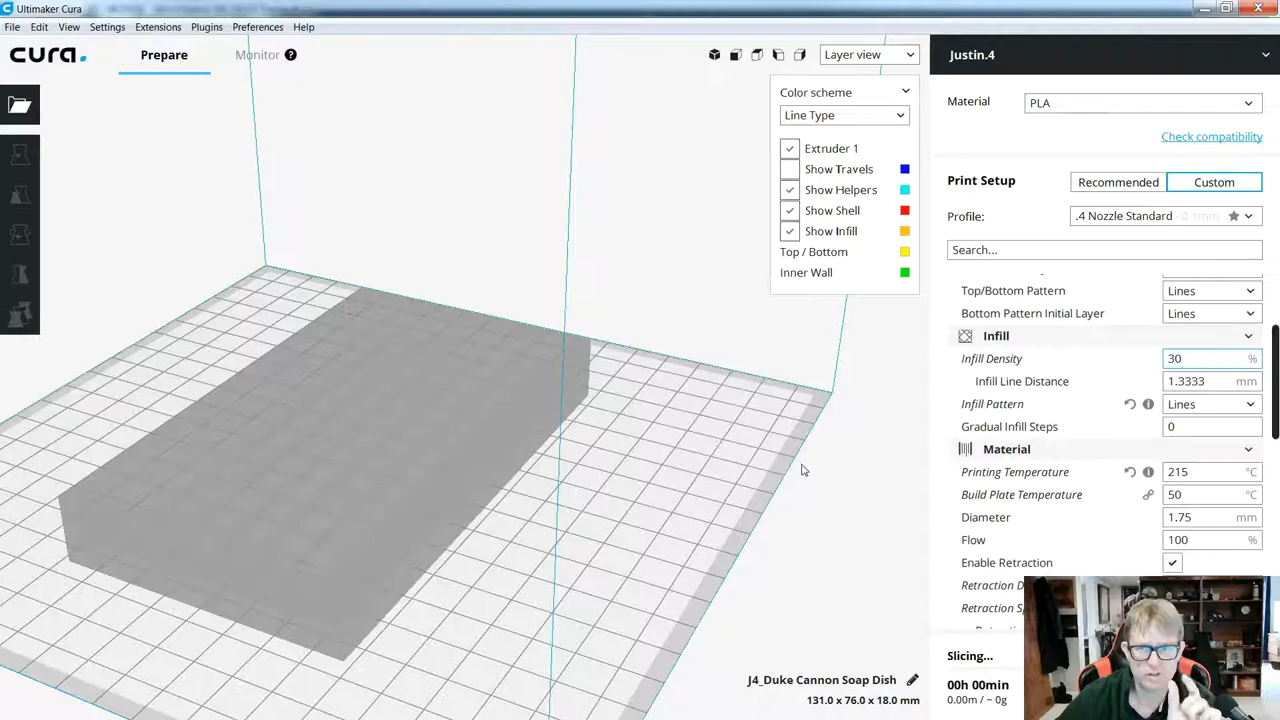 Ultimaker Cura
File Edit View Settings Extensions Plugins Preferences Help
cura. Prepare Monitor ?
Layer view
Color scheme
Line Type
Extruder 1
Show Travels
Show Helpers
Show Shell
Show Infill
Top / Bottom
Inner Wall
Justin.4
Material PLA
Check compatibility
Print Setup Recommended Custom
Profile: .4 Nozzle Standard - 0.1mm
Search...
Top/Bottom Pattern Lines
Bottom Pattern Initial Layer Lines
Infill
Infill Density 30 %
Infill Line Distance 1.3333 mm
Infill Pattern Lines
Gradual Infill Steps 0
Material
Printing Temperature 215 °C
Build Plate Temperature 50 °C
Diameter 1.75 mm
Flow 100 %
Enable Retraction
Retraction
Retraction
Slicing...
00h 00min
0.00m / ~ 0g
J4_Duke Cannon Soap Dish
131.0 x 76.0 x 18.0 mm